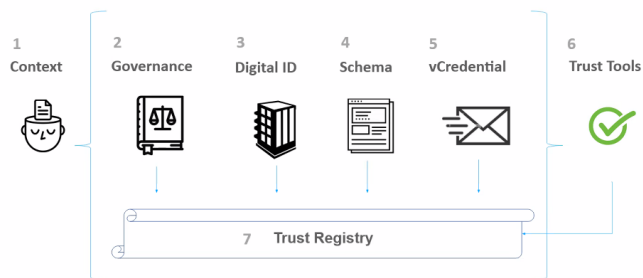 1
Context
2
Governance
3
Digital ID
4
Schema
5
vCredential
6
Trust Tools
7 Trust Registry